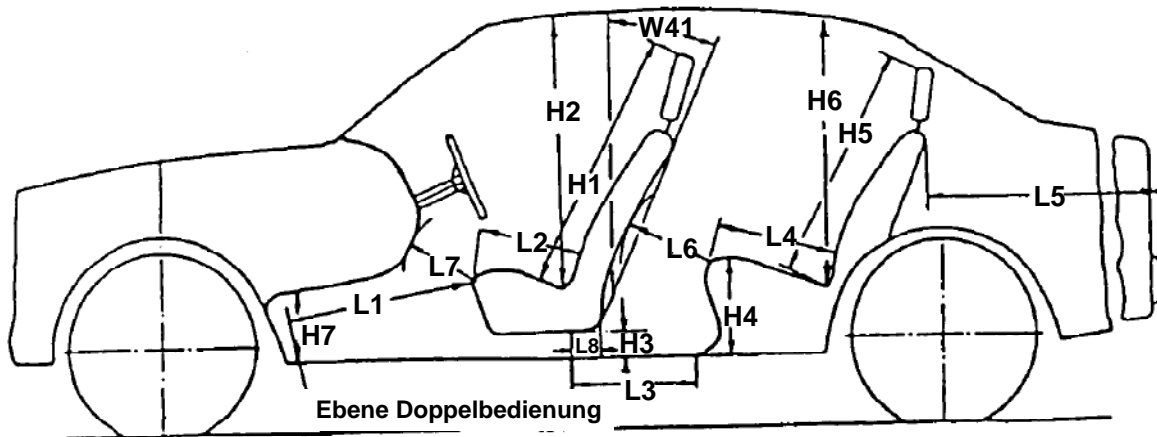 W41
H2
H6
H5
H1
L5
L2
L4
L6
L7
L1
H4
H7
L8
H3
L3
Ebene Doppelbedienung